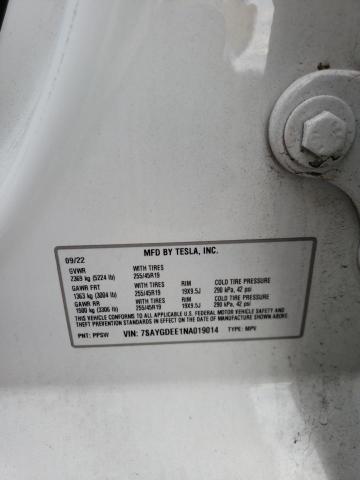 MFD BY TESLA, INC.
09/22
GVWR WITH TIRES
2369 kg (5224 lb) 255/45R19
GAWR FRT WITH TIRES RIM COLD TIRE PRESSURE
1363 kg (3004 lb) 255/45R19 19X9.5J 290 kPa, 42 psi
GAWR RR WITH TIRES RIM COLD TIRE PRESSURE
1500 kg (3306 lb) 255/45R19 19X9.5J 290 kPa, 42 psi
THIS VEHICLE CONFORMS TO ALL APPLICABLE U.S. FEDERAL MOTOR VEHICLE SAFETY
STANDARDS IN EFFECT ON THE DATE OF MANUFACTURE SHOWN ABOVE.
PNT: PPSW VIN: 7SAYGDEE1NA019014 TYPE: MPV